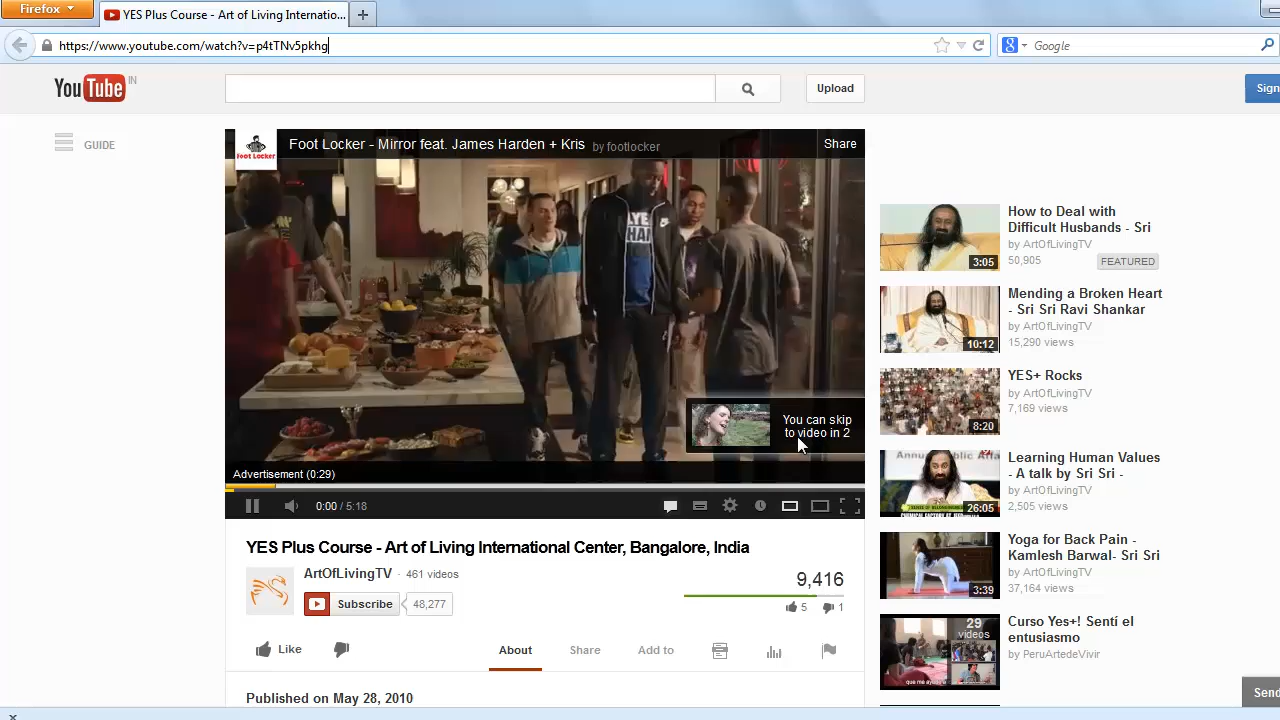 Firefox
YES Plus Course - Art of Living Internatio...
https://www.youtube.com/watch?v=p4tTNvZrkhg
Google
YouTube IN
Upload
Sign
GUIDE
Foot Locker - Mirror feat. James Harden + Kris by footlocker
Share
Foot Locker
You can skip
to video in 2
Advertisement (0:29)
0:00 / 5:18
YES Plus Course - Art of Living International Center, Bangalore, India
ArtOfLivingTV · 461 videos
Subscribe 48,277
9,416
5 1
Like
About Share Add to
Published on May 28, 2010
How to Deal with
Difficult Husbands - Sri
by ArtOfLivingTV
50,905
FEATURED
3:05
Mending a Broken Heart
- Sri Sri Ravi Shankar
by ArtOfLivingTV
15,290 views
10:12
YES+ Rocks
by ArtOfLivingTV
7,169 views
8:20
Learning Human Values
- A talk by Sri Sri -
by ArtOfLivingTV
2,505 views
26:05
Yoga for Back Pain -
Kamlesh Barwal- Sri Sri
by ArtOfLivingTV
37,164 views
3:39
Curso Yes+! Sentí el
entusiasmo
by PeruArtedeVivir
29
videos
Send